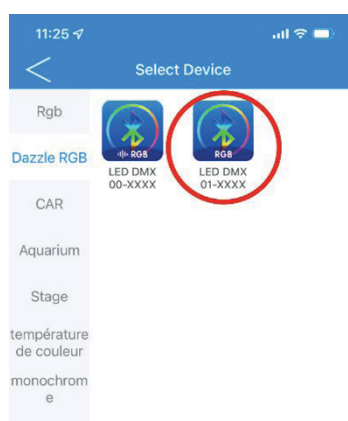 11:25
Select Device
Rgb
Dazzle RGB
CAR
Aquarium
Stage
température
de couleur
monochrom
e
RGB
LED DMX
00-XXXX
RGB
LED DMX
01-XXXX